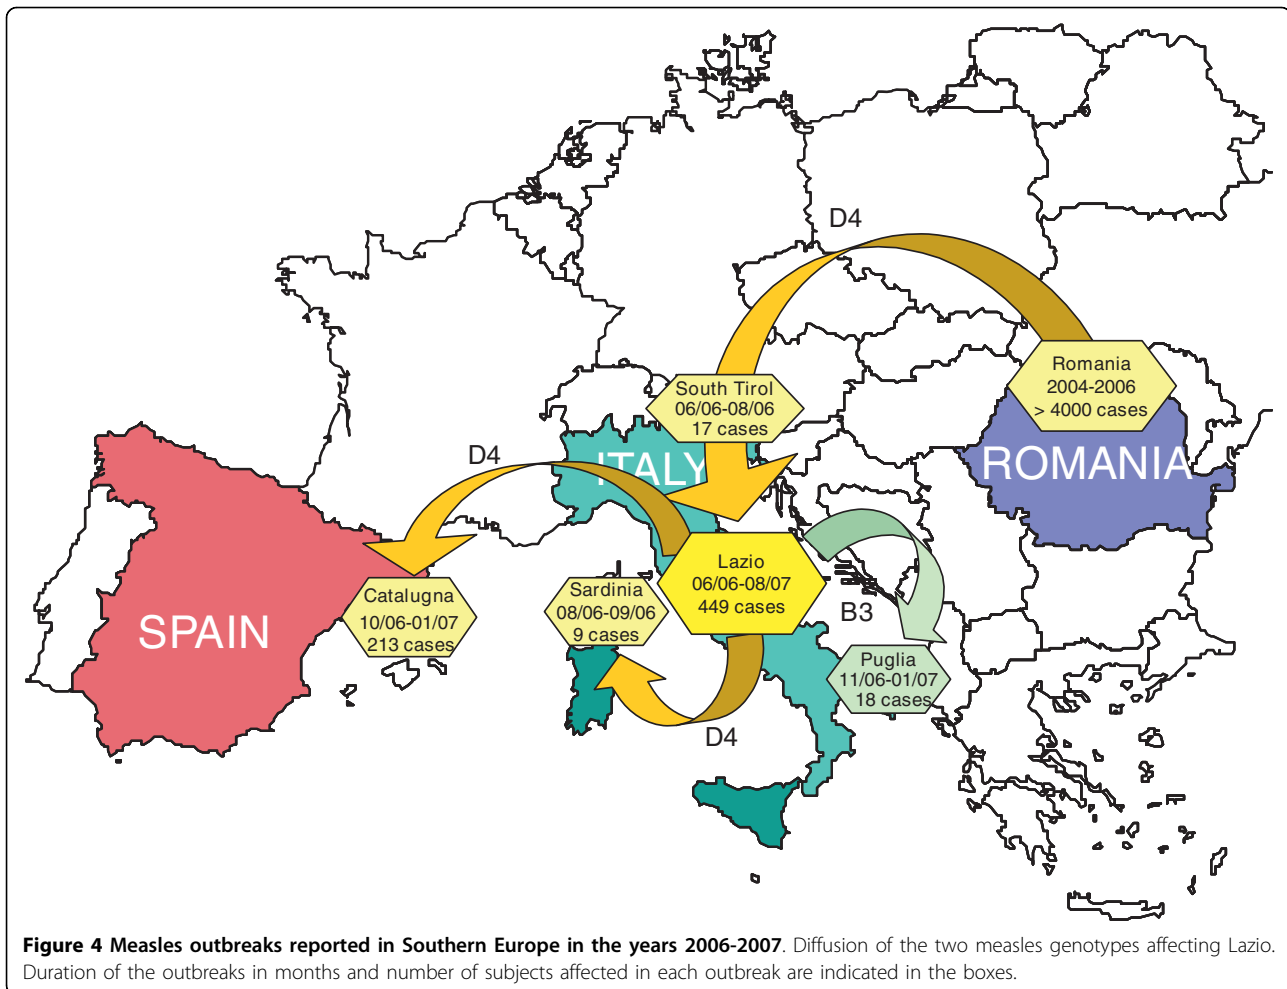 D4
Romania
2004-2006
> 4000 cases
South Tirol
06/06-08/06
17 cases
D4
ITALY
ROMANIA
Lazio
06/06-08/07
449 cases
Catalugna
10/06-01/07
213 cases
Sardinia
08/06-09/06
9 cases
B3
SPAIN
Puglia
11/06-01/07
18 cases
D4
Figure 4 Measles outbreaks reported in Southern Europe in the years 2006-2007. Diffusion of the two measles genotypes affecting Lazio.
Duration of the outbreaks in months and number of subjects affected in each outbreak are indicated in the boxes.